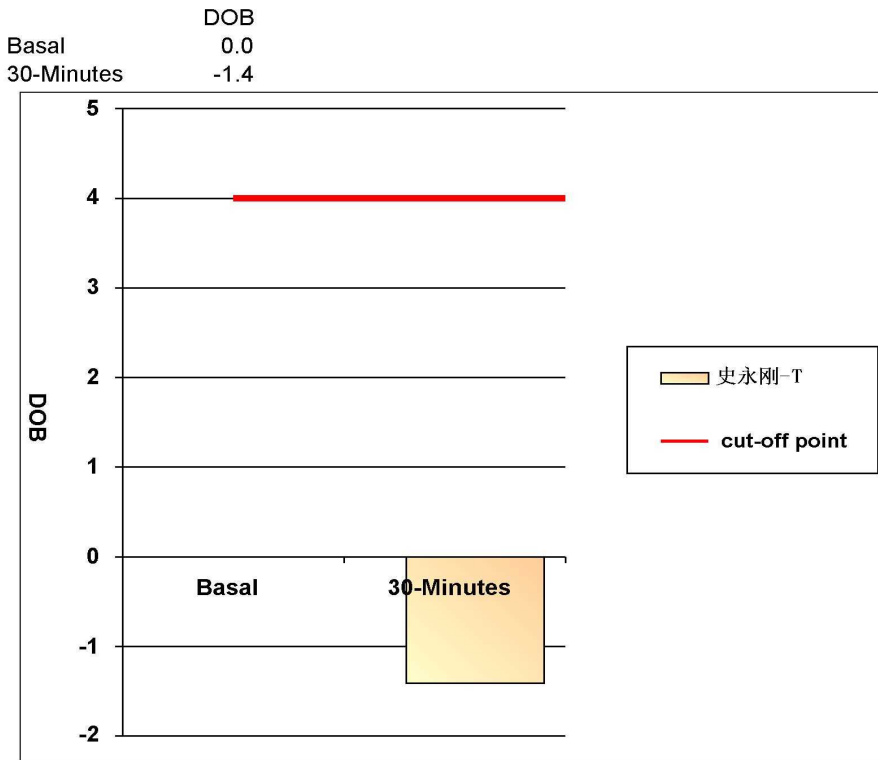 DOB
Basal 0.0
30-Minutes -1.4
5
4
3
2
1
0
-1
-2
DOB
Basal 30-Minutes
史永刚-T
cut-off point